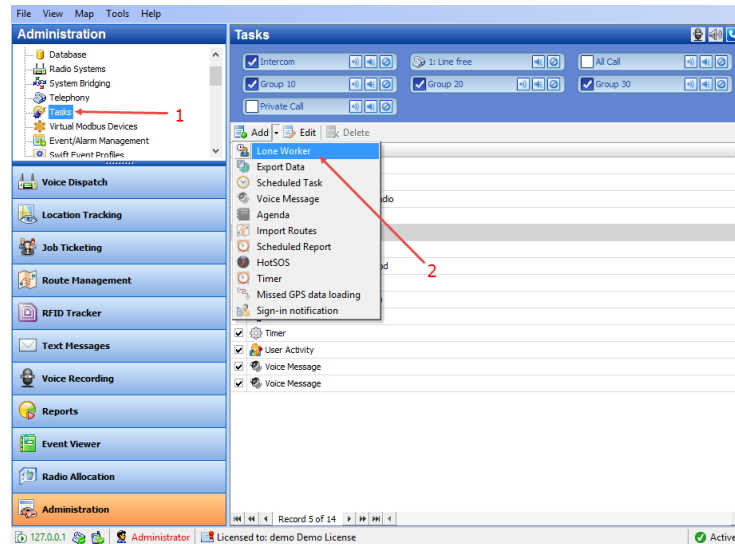 File View Map Tools Help
Administration
Database
Radio Systems
System Bridging
Telephony
Tasks
1
Virtual Modbus Devices
Event/Alarm Management
Swift Event Profiles
Voice Dispatch
Location Tracking
Job Ticketing
Route Management
RFID Tracker
Text Messages
Voice Recording
Reports
Event Viewer
Radio Allocation
Administration
Tasks
Intercom
1: Line free
All Call
Group 10
Group 20
Group 30
Private Call
Add Edit Delete
Lone Worker
Export Data
Scheduled Task
Voice Message
dio
Agenda
Import Routes
Scheduled Report
HotSOS
2
Timer
Missed GPS data loading
Sign-in notification
Timer
User Activity
Voice Message
Voice Message
Record 5 of 14
127.0.0.1 Administrator Licensed to: demo Demo License Active